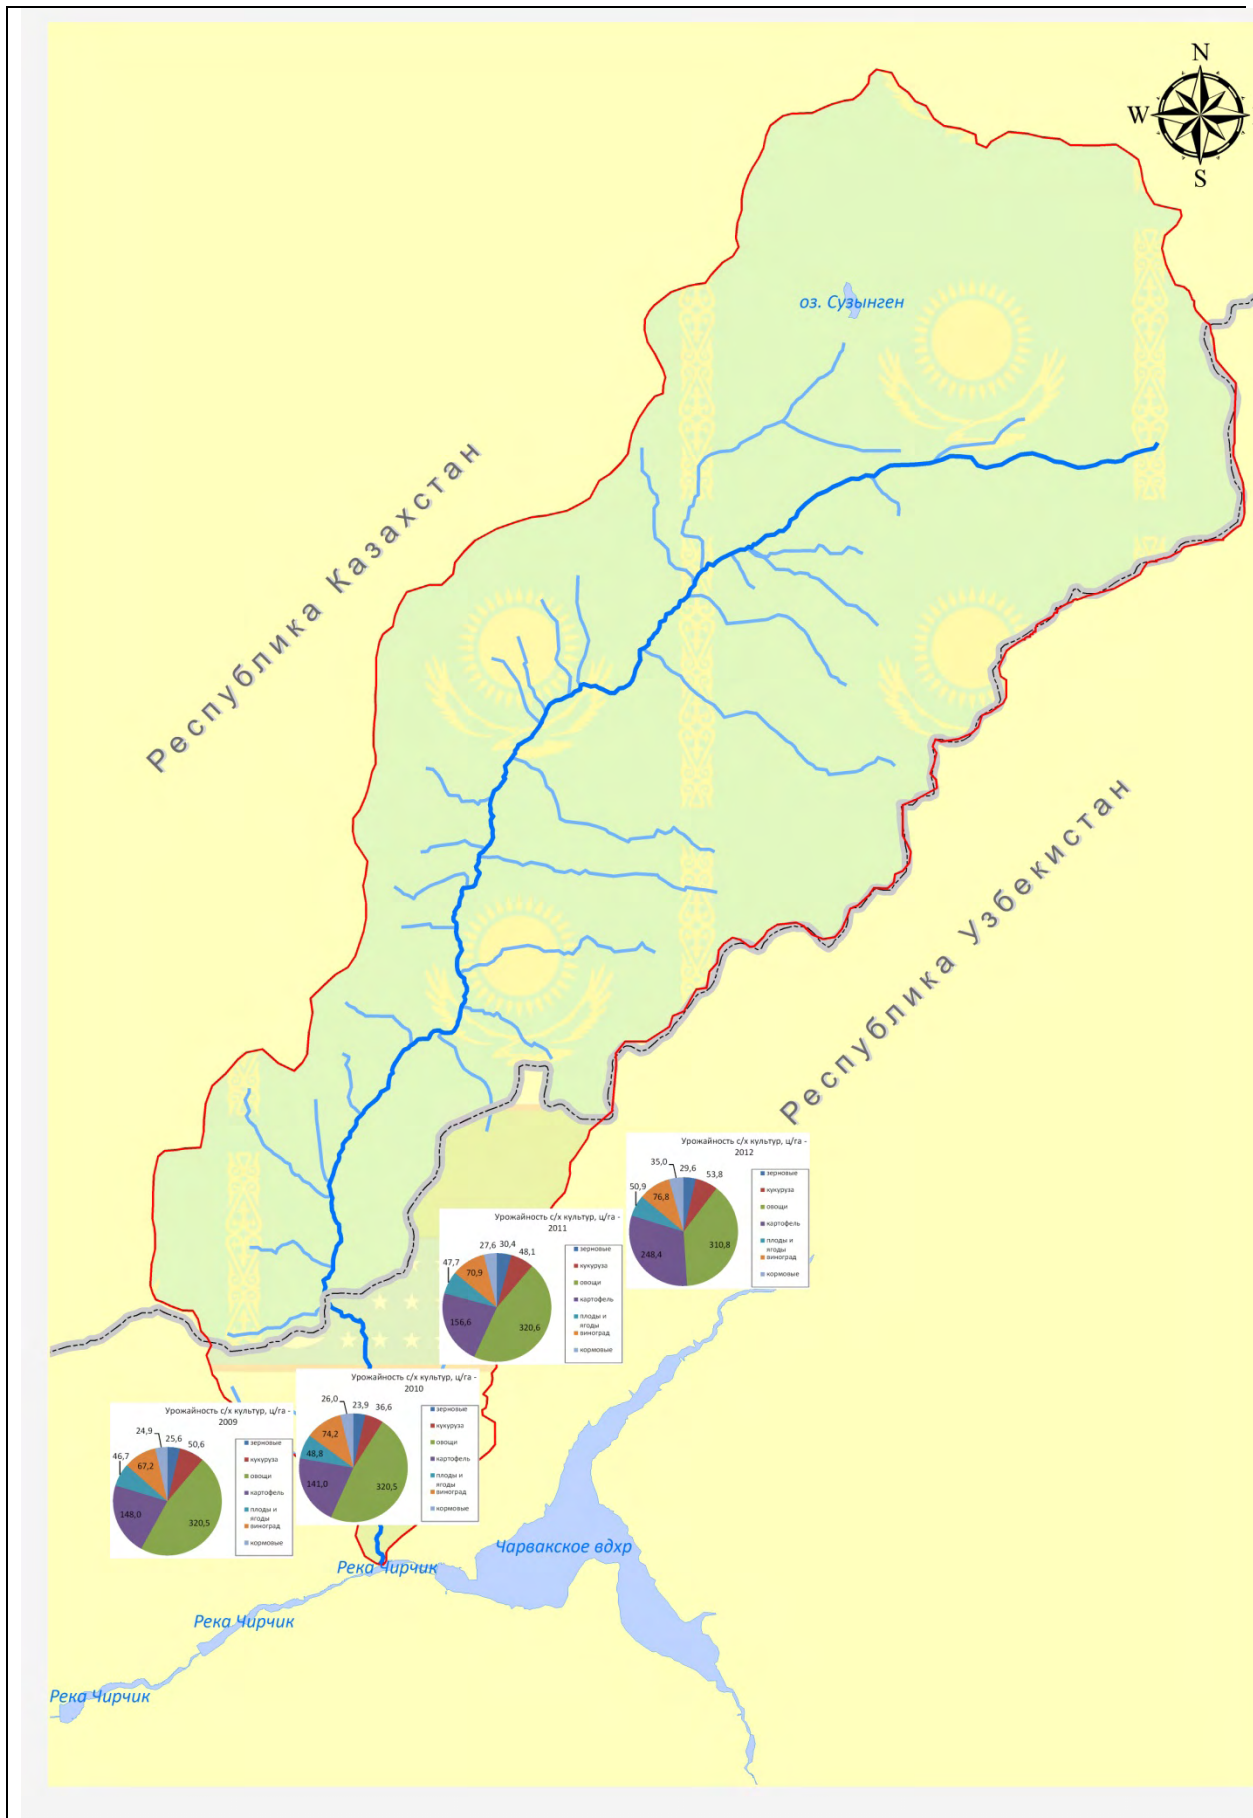 N
W
S
оз. Сузынген
Республика Казахстан
Республика Узбекистан
Урожайность с/х культур, ц/га -
2012
35,0
29,6
53,8
50,9
76,8
248,4
310,8
зерновые
кукуруза
овощи
картофель
плоды и
ягоды
виноград
кормовые
Урожайность с/х культур, ц/га -
2011
27,6
30,4
48,1
47,7
70,9
156,6
320,6
зерновые
кукуруза
овощи
картофель
плоды и
ягоды
виноград
кормовые
Урожайность с/х культур, ц/га -
2010
26,0
23,9
36,6
74,2
48,8
141,0
320,5
зерновые
кукуруза
овощи
картофель
плоды и
ягоды
виноград
кормовые
Урожайность с/х культур, ц/га -
2009
24,9
25,6
50,6
46,7
67,2
148,0
320,5
зерновые
кукуруза
овощи
картофель
плоды и
ягоды
виноград
кормовые
Чарвакское вдхр
Река Чирчик
Река Чирчик
Река Чирчик